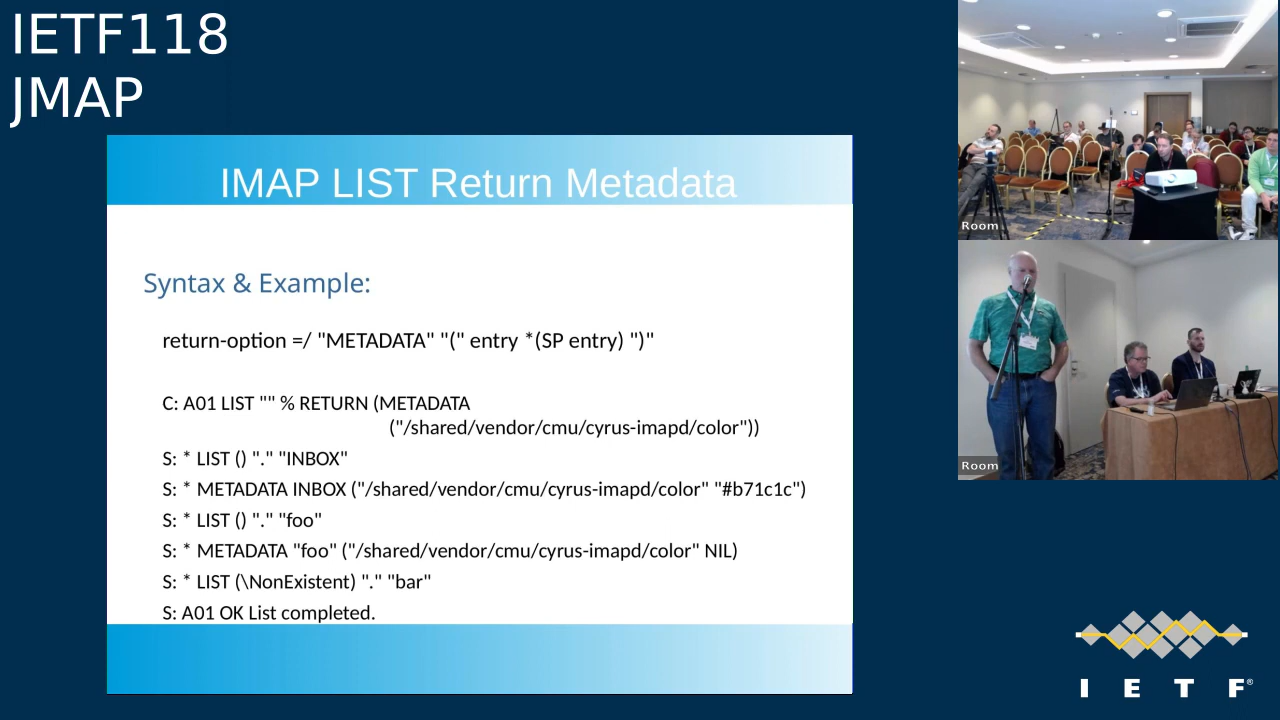 IETF118
JMAP
IMAP LIST Return Metadata
Syntax & Example:
return-option =/ "METADATA" "(" entry *(SP entry) ")"
C: A01 LIST "" % RETURN (METADATA
("/shared/vendor/cmu/cyrus-imapd/color"))
S: * LIST () "." "INBOX"
S: * METADATA INBOX ("/shared/vendor/cmu/cyrus-imapd/color" "#b71c1c")
S: * LIST () "." "foo"
S: * METADATA "foo" ("/shared/vendor/cmu/cyrus-imapd/color" NIL)
S: * LIST (\NonExistent) "." "bar"
S: A01 OK List completed.
Room
Room
I E T F®